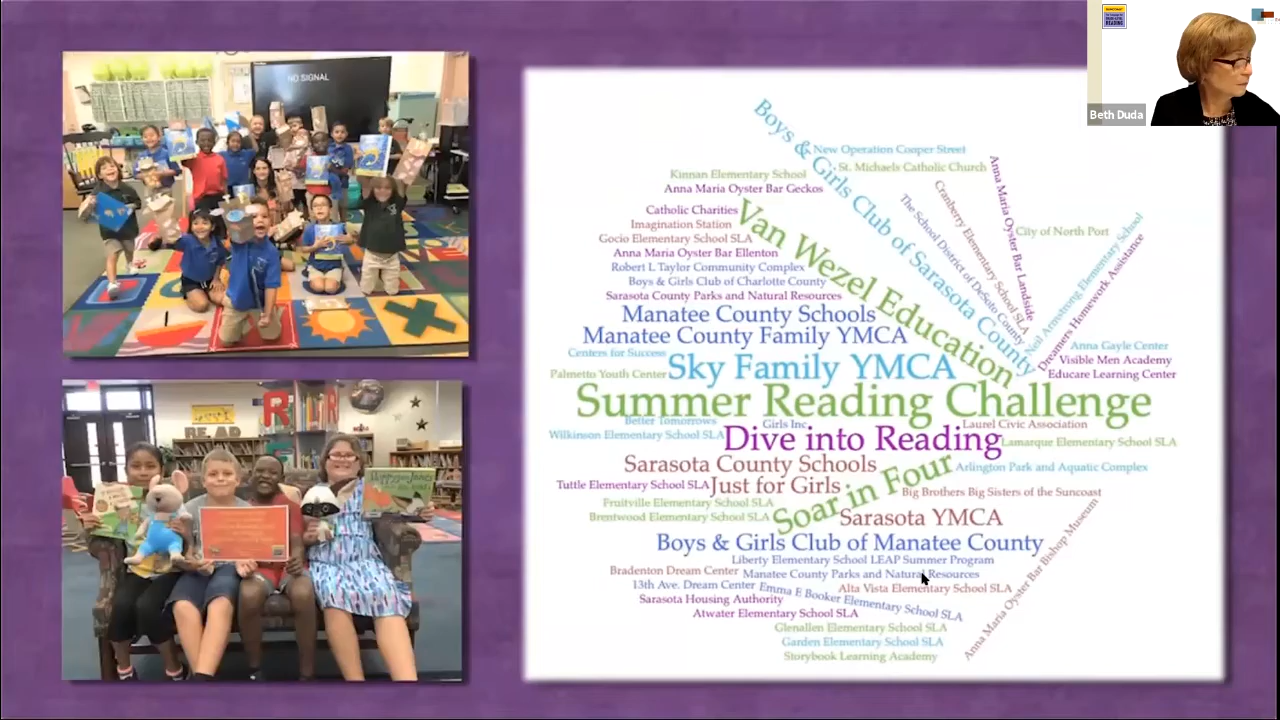 NO SIGNAL
READ
R
READING
Beth Duda
Boys & Girls Club of Sarasota County
New Operation Cooper Street
St. Michaels Catholic Church
Kinnan Elementary School
Anna Maria Oyster Bar Geckos
Anna Maria Oyster Bar Landside
Cranberry Elementary School SLA
The School District of DeSoto County
City of North Port
Neil Armstrong Elementary School
Dreamers Homework Assistance
Catholic Charities
Van Wezel Education
Imagination Station
Gocio Elementary School SLA
Anna Maria Oyster Bar Ellenton
Robert L Taylor Community Complex
Boys & Girls Club of Charlotte County
Sarasota County Parks and Natural Resources
Manatee County Schools
Manatee County Family YMCA
Anna Gayle Center
Centers for Success
Visible Men Academy
Palmetto Youth Center
Sky Family YMCA
Educare Learning Center
Summer Reading Challenge
Better Tomorrows
Girls Inc
Laurel Civic Association
Wilkinson Elementary School SLA
Dive into Reading
Lamarque Elementary School SLA
Sarasota County Schools
Soar in Four
Arlington Park and Aquatic Complex
Tuttle Elementary School SLA
Just for Girls
Big Brothers Big Sisters of the Suncoast
Fruitville Elementary School SLA
Brentwood Elementary School SLA
Sarasota YMCA
Boys & Girls Club of Manatee County
Anna Maria Oyster Bar Bishop Museum
Liberty Elementary School LEAP Summer Program
Bradenton Dream Center
Manatee County Parks and Natural Resources
13th Ave. Dream Center
Emma E Booker Elementary School SLA
Alta Vista Elementary School SLA
Sarasota Housing Authority
Atwater Elementary School SLA
Glenallen Elementary School SLA
Garden Elementary School SLA
Storybook Learning Academy